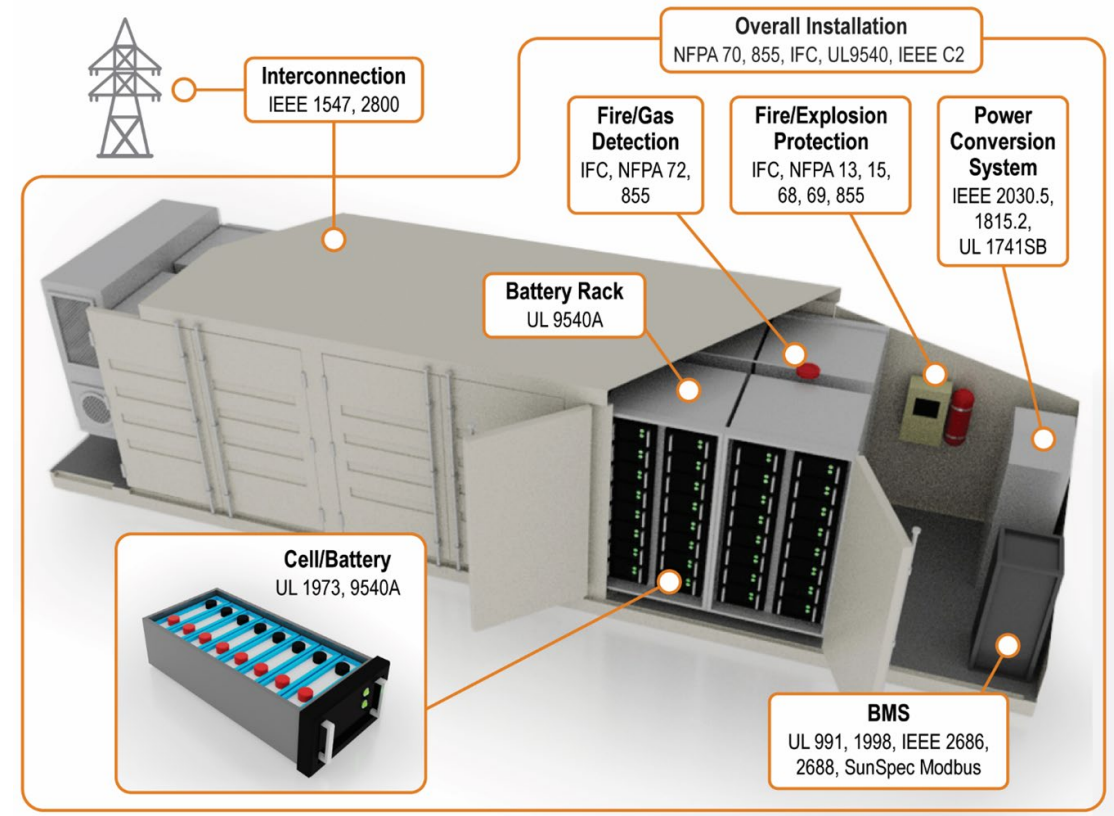 Overall Installation
NFPA 70, 855, IFC, UL9540, IEEE C2
Interconnection
IEEE 1547, 2800
Fire/Gas
Detection
IFC, NFPA 72,
855
Fire/Explosion
Protection
IFC, NFPA 13, 15,
68, 69, 855
Power
Conversion
System
IEEE 2030.5,
1815.2,
UL 1741SB
Battery Rack
UL 9540A
Cell/Battery
UL 1973, 9540A
BMS
UL 991, 1998, IEEE 2686,
2688, SunSpec Modbus